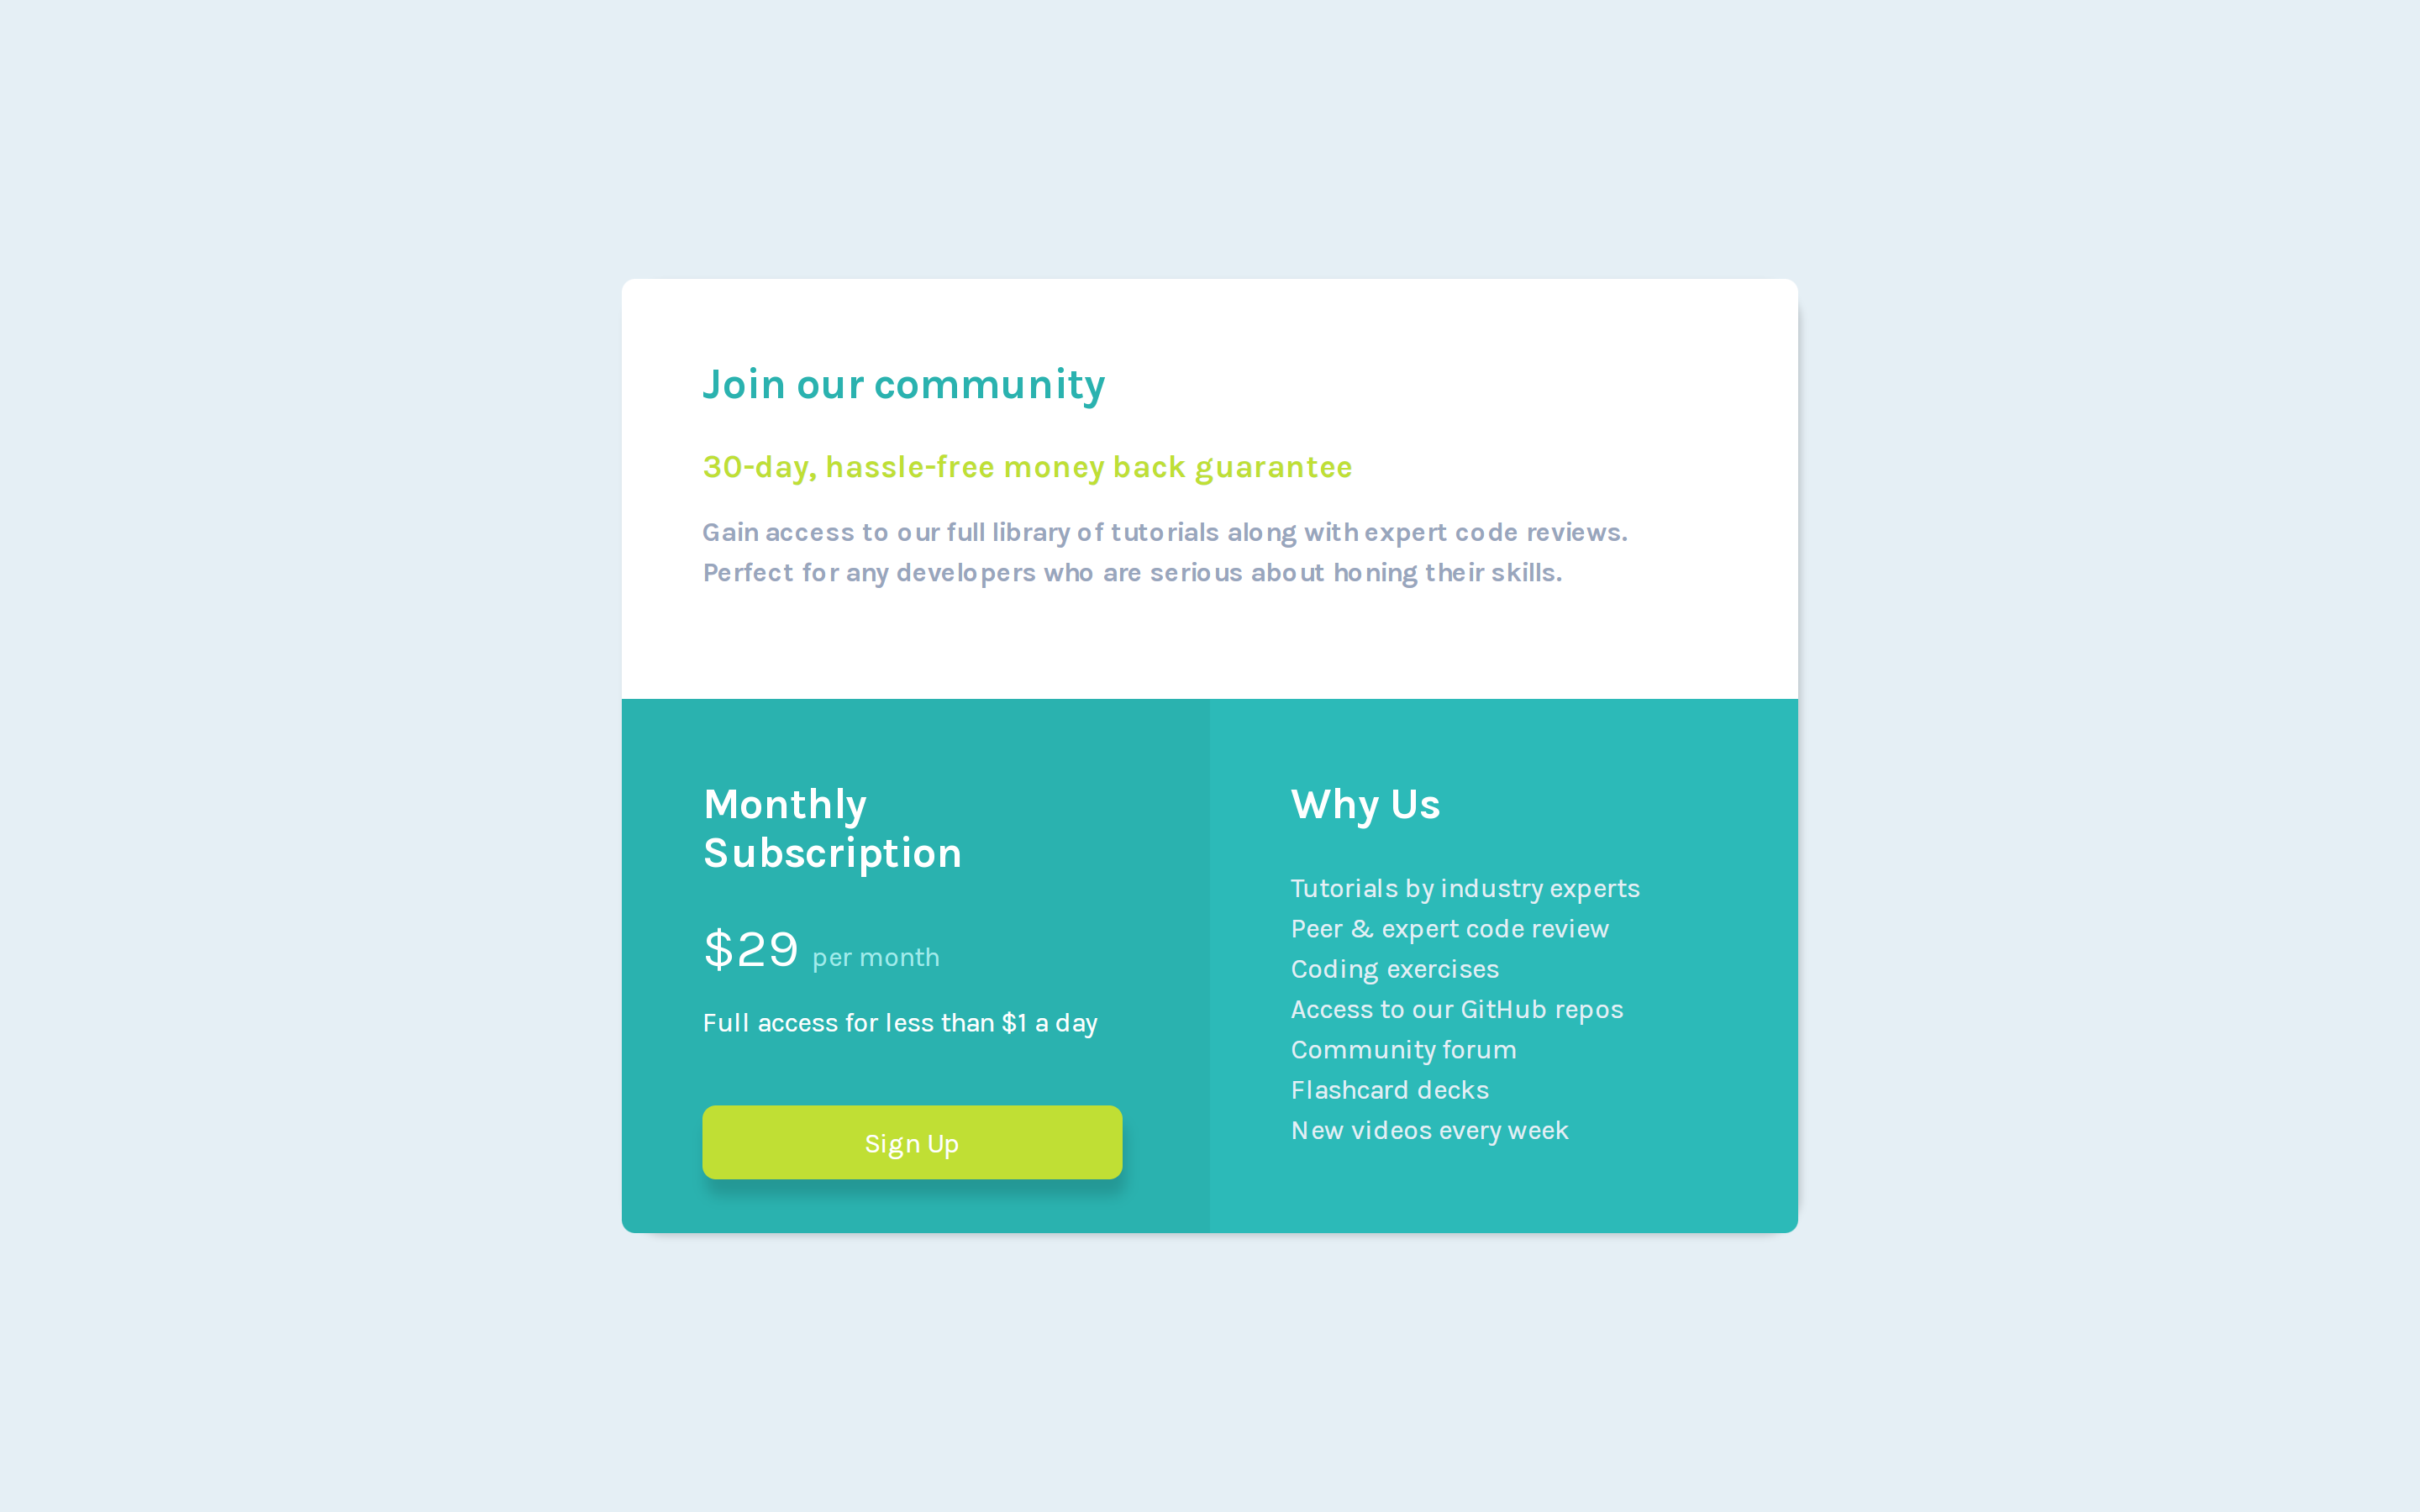 Join our community
30-day, hassle-free money back guarantee
Gain access to our full library of tutorials along with expert code reviews.
Perfect for any developers who are serious about honing their skills.
Monthly
Subscription
$29 per month
Full access for less than $1 a day
Sign Up
Why Us
Tutorials by industry experts
Peer & expert code review
Coding exercises
Access to our GitHub repos
Community forum
Flashcard decks
New videos every week